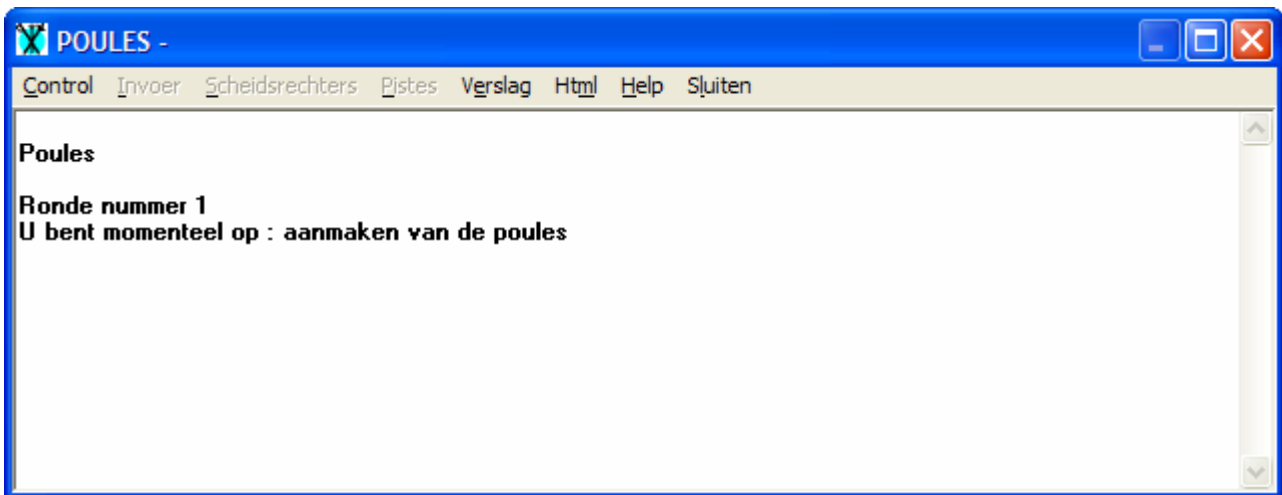 POULES -
Control Invoer Scheidsrechters Pistes Verslag Html Help Sluiten
Poules
Ronde nummer 1
U bent momenteel op : aanmaken van de poules